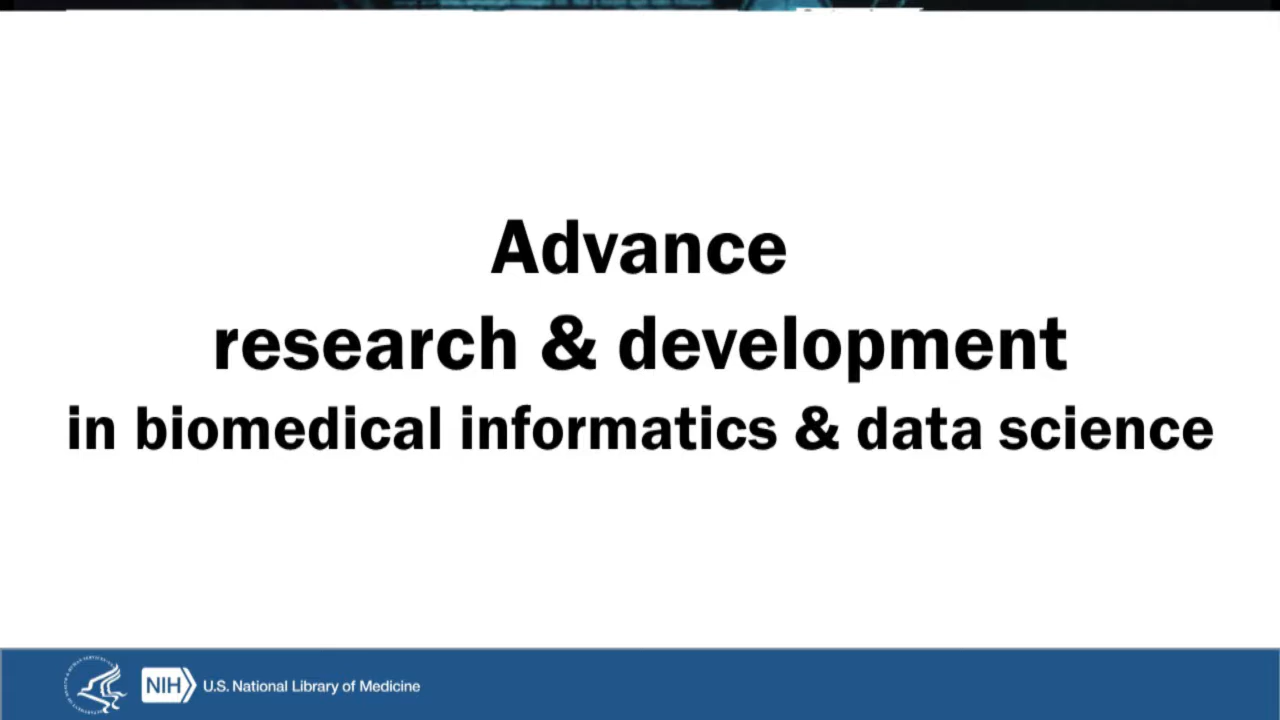 Advance
research & development
in biomedical informatics & data science
NIH
U.S. National Library of Medicine